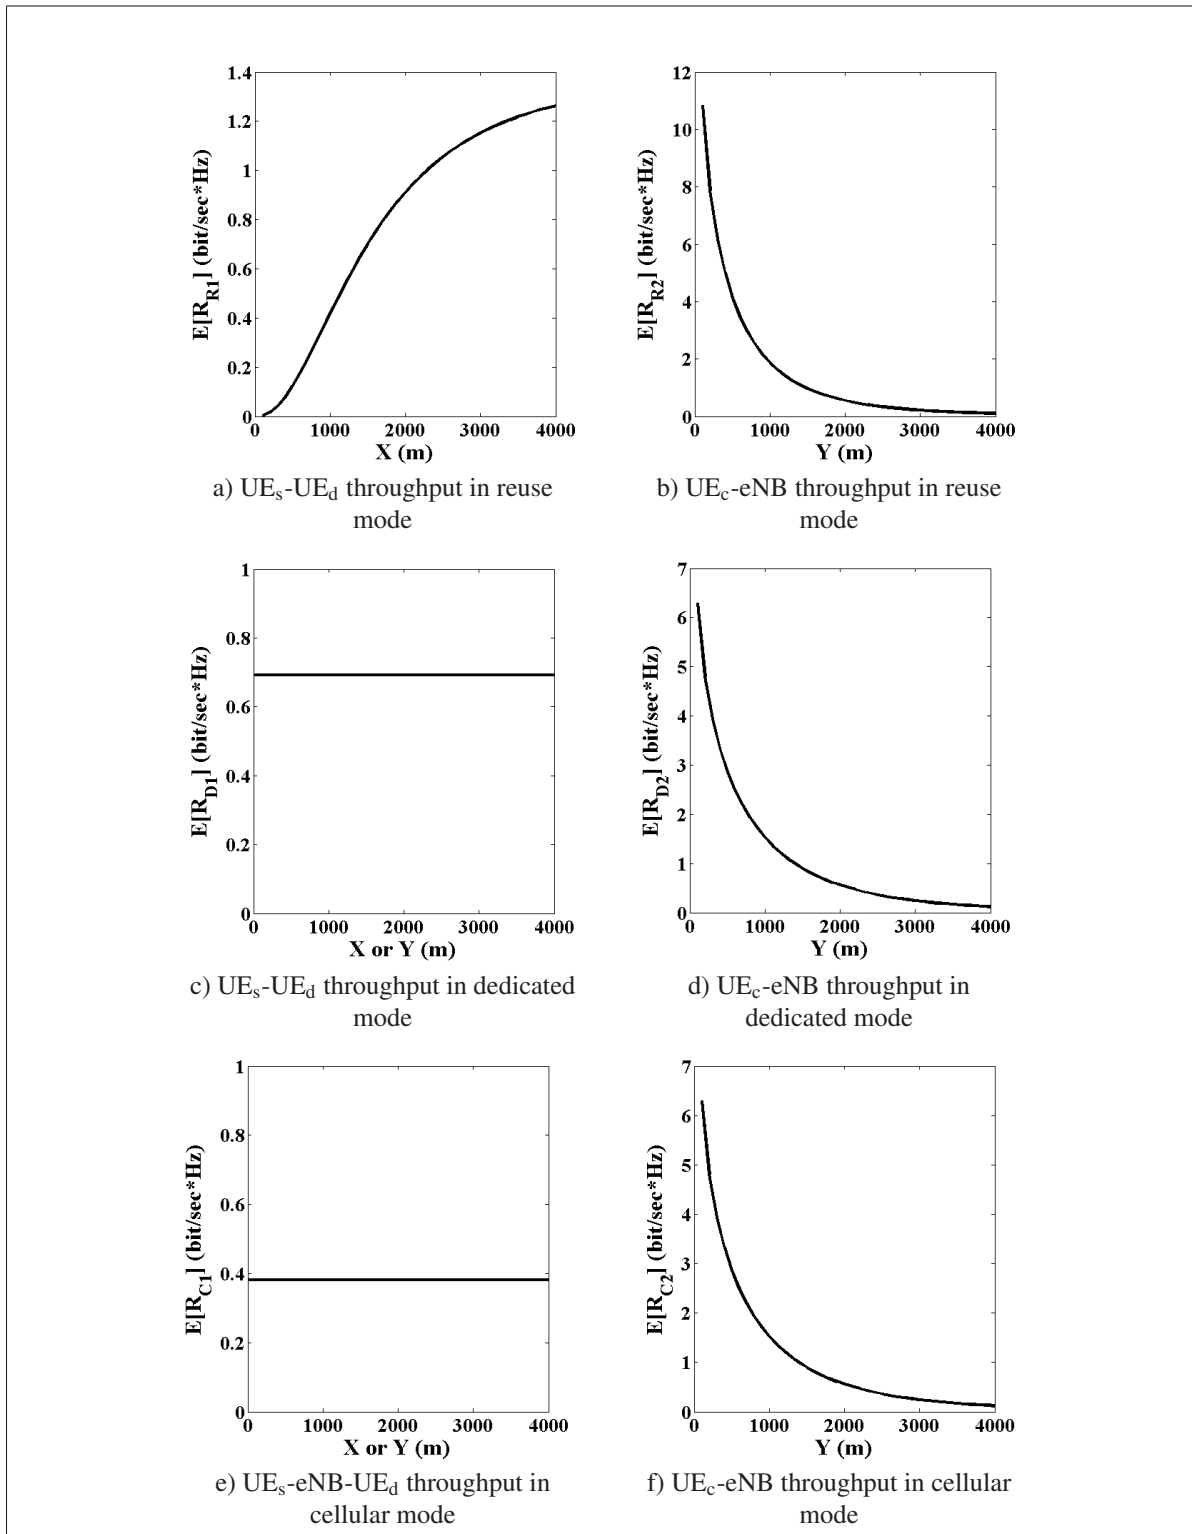 1.4
1.2
1
0.8
0.6
0.4
0.2
0
0 1000 2000 3000 4000
E[R_R1] (bit/sec*Hz)
X (m)
a) UE_s-UE_d throughput in reuse
mode
12
10
8
6
4
2
0
0 1000 2000 3000 4000
E[R_R2] (bit/sec*Hz)
Y (m)
b) UE_c-eNB throughput in reuse
mode
1
0.8
0.6
0.4
0.2
0
0 1000 2000 3000 4000
E[R_D1] (bit/sec*Hz)
X or Y (m)
c) UE_s-UE_d throughput in dedicated
mode
7
6
5
4
3
2
1
0
0 1000 2000 3000 4000
E[R_D2] (bit/sec*Hz)
Y (m)
d) UE_c-eNB throughput in
dedicated mode
1
0.8
0.6
0.4
0.2
0
0 1000 2000 3000 4000
E[R_C1] (bit/sec*Hz)
X or Y (m)
e) UE_s-eNB-UE_d throughput in
cellular mode
7
6
5
4
3
2
1
0
0 1000 2000 3000 4000
E[R_C2] (bit/sec*Hz)
Y (m)
f) UE_c-eNB throughput in cellular
mode